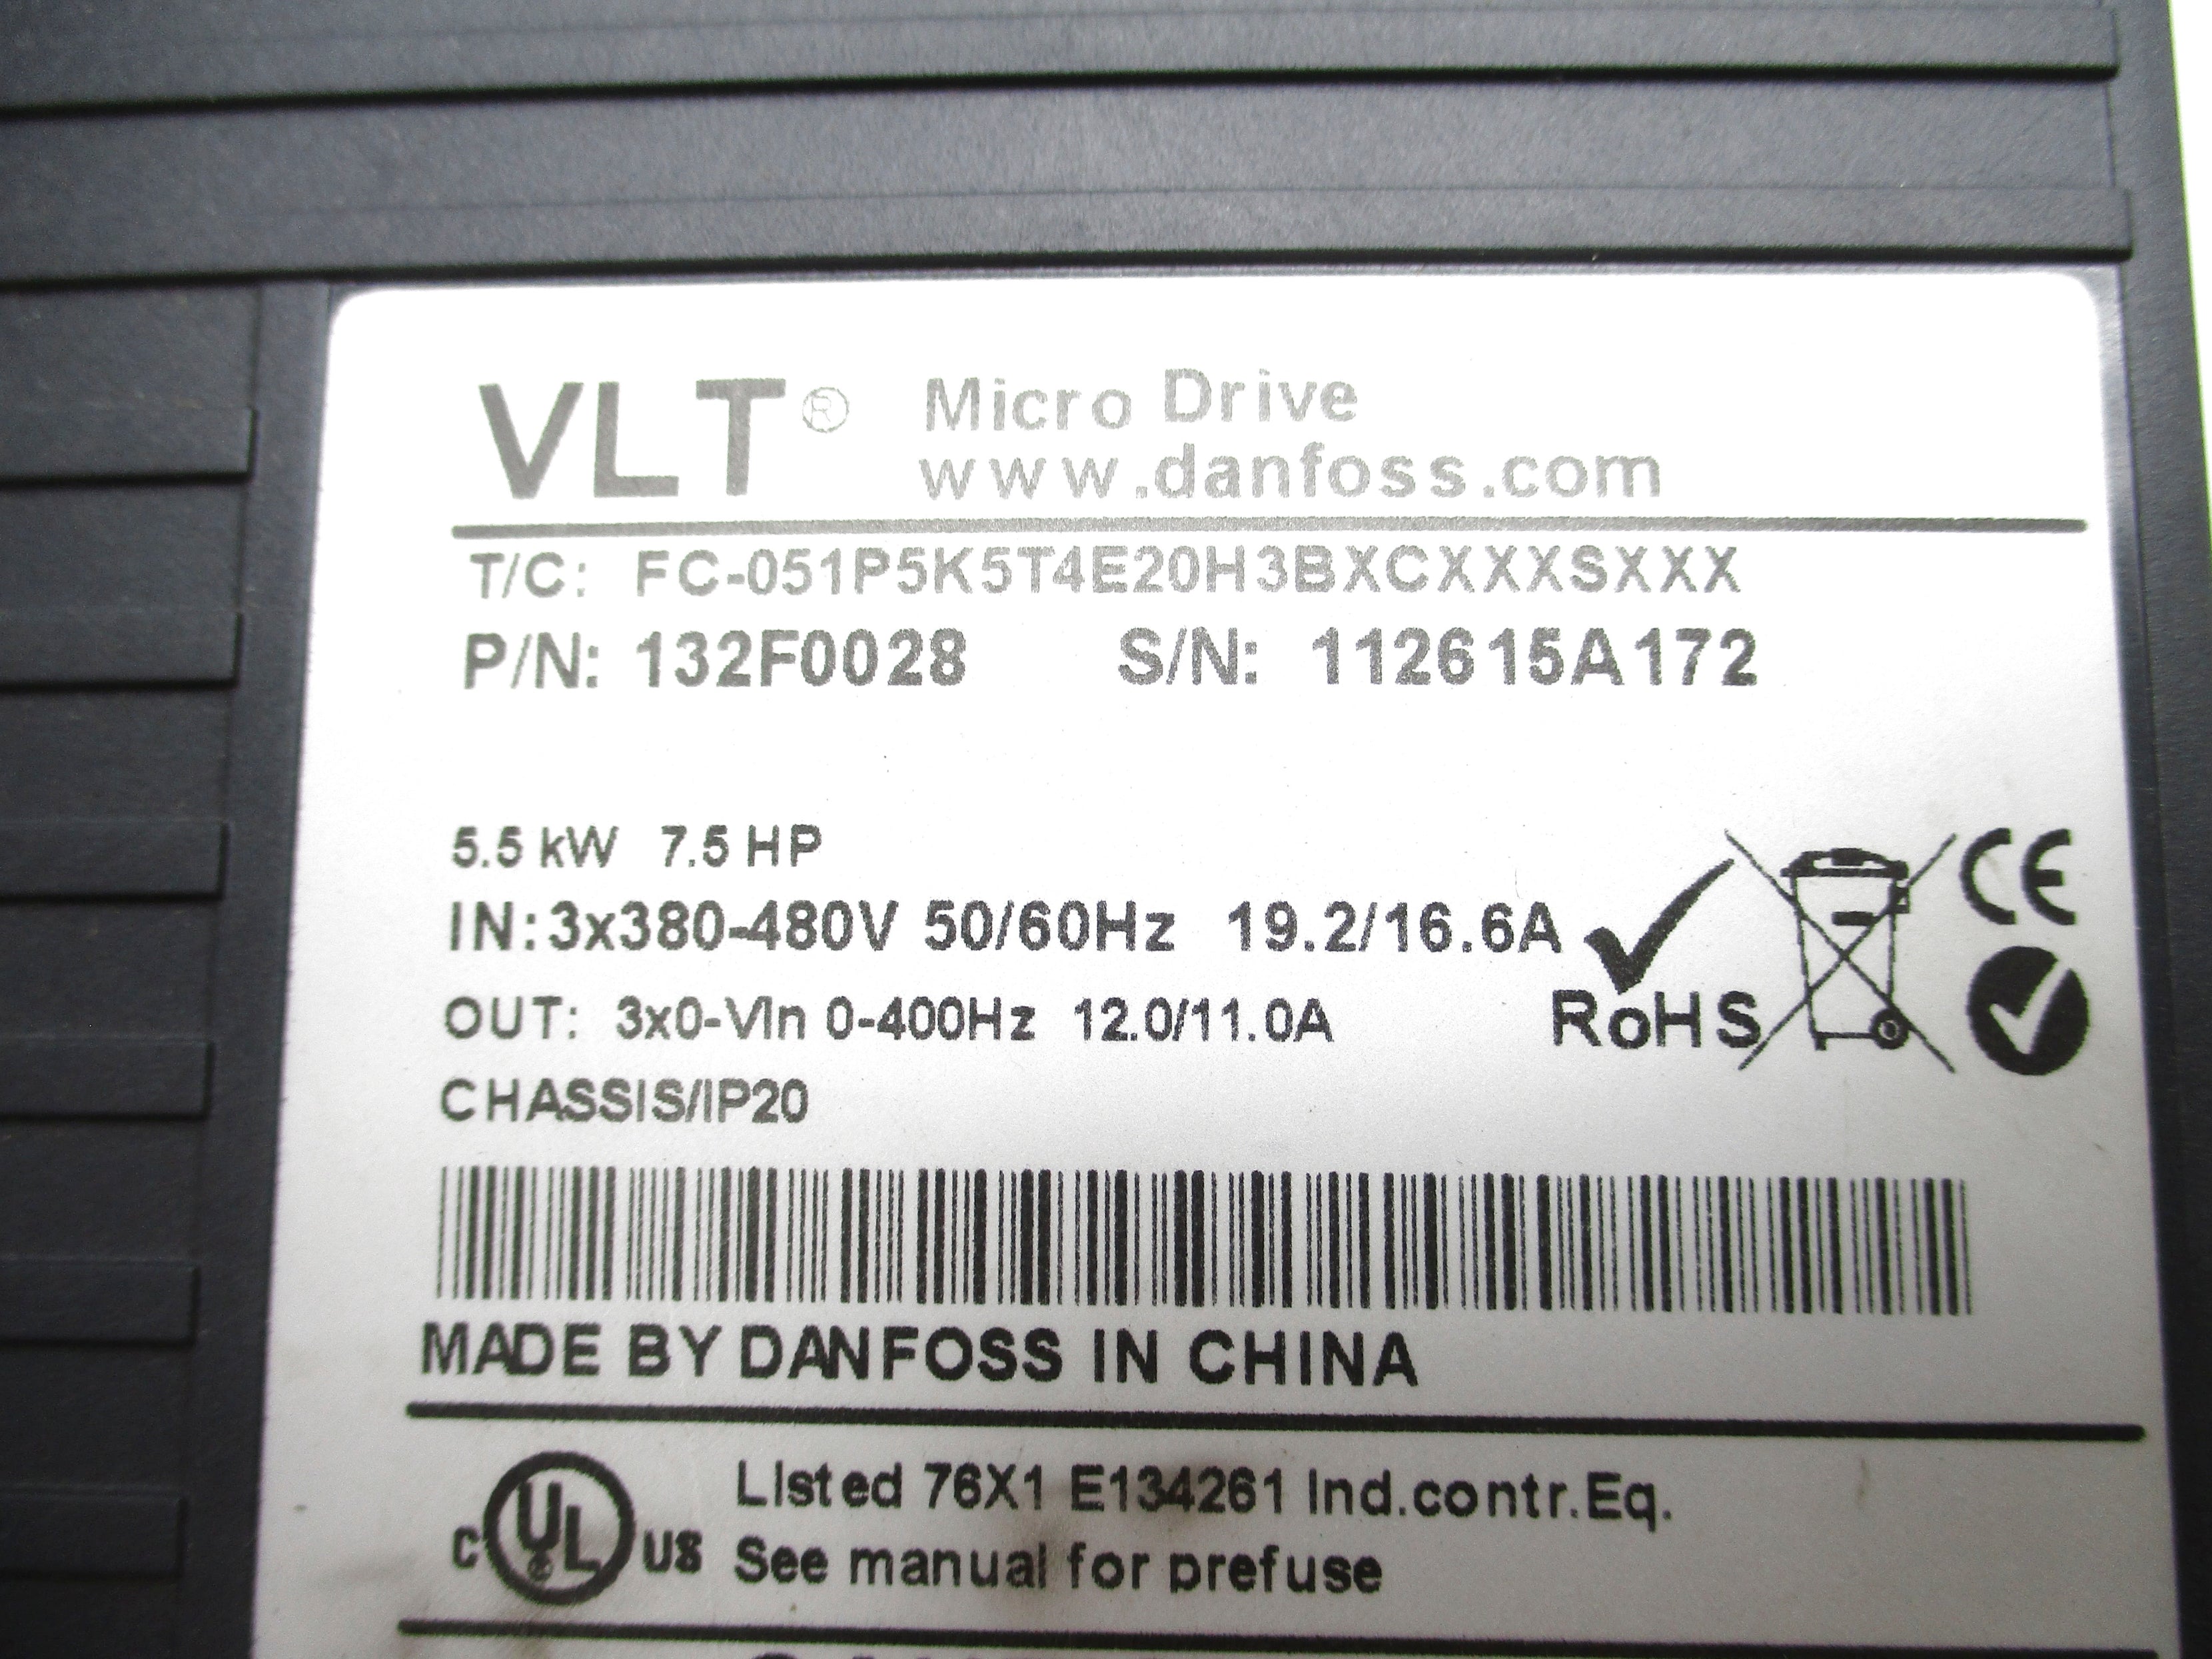 VLT® Micro Drive
www.danfoss.com
T/C: FC-051P5K5T4E20H3BXCXXXSXXX
P/N: 132F0028 S/N: 112615A172
5.5 kW 7.5 HP
IN:3x380-480V 50/60Hz 19.2/16.6A
OUT: 3x0-VIn 0-400Hz 12.0/11.0A
CHASSIS/IP20
RoHS
CE
MADE BY DANFOSS IN CHINA
C UL US
LIsted 76X1 E134261 Ind.contr.Eq.
See manual for prefuse